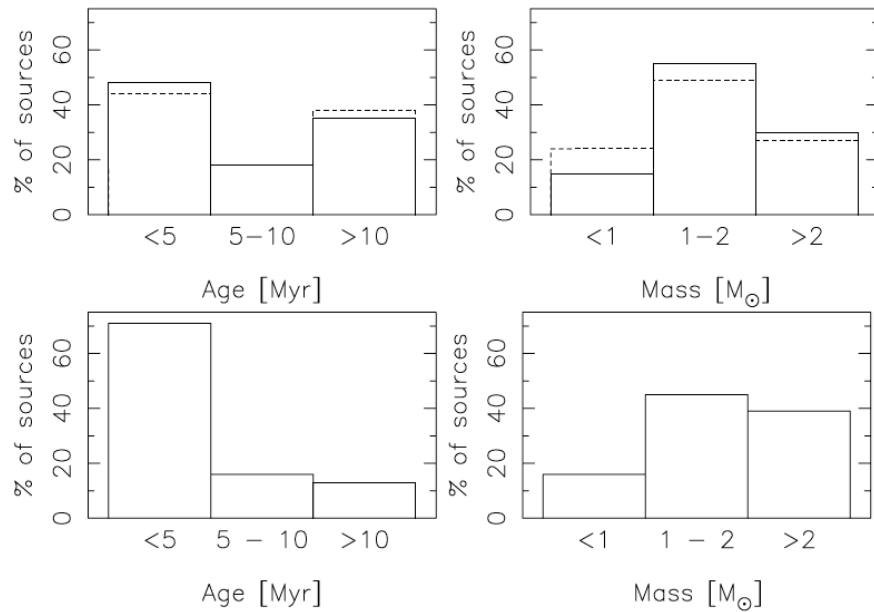 % of sources
60
40
20
0
<5 5–10 >10
Age [Myr]
% of sources
60
40
20
0
<1 1–2 >2
Mass [M⊙]
% of sources
60
40
20
0
<5 5 – 10 >10
Age [Myr]
% of sources
60
40
20
0
<1 1 – 2 >2
Mass [M⊙]